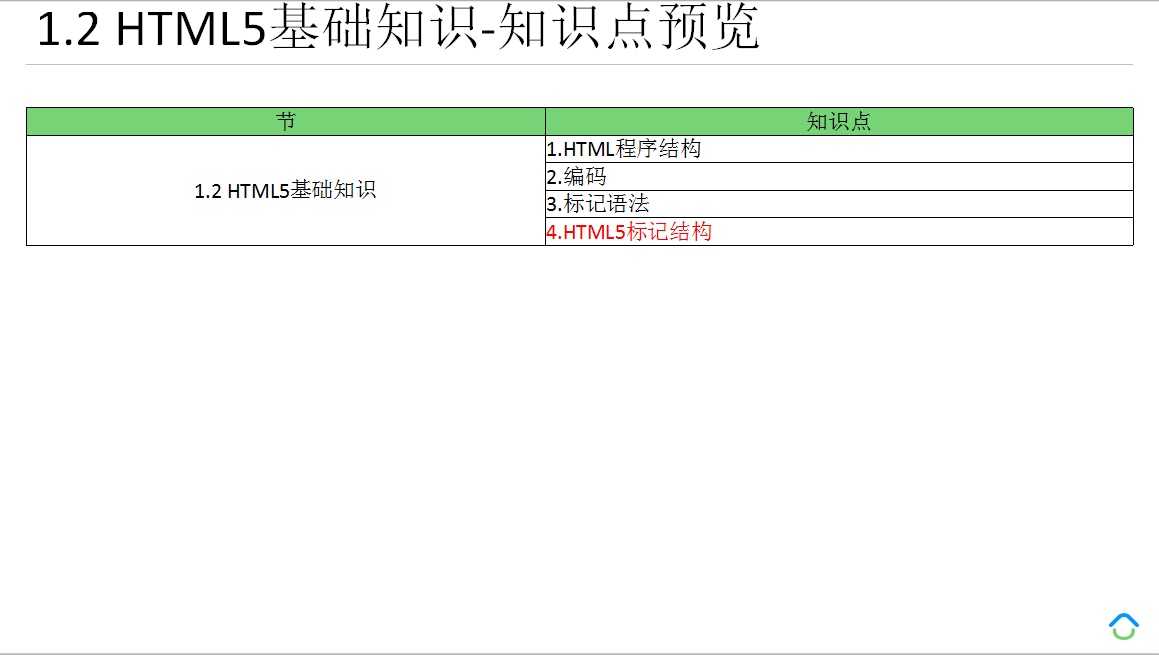 1.2 HTML5基础知识-知识点预览
节
知识点
1.2 HTML5基础知识
1.HTML程序结构
2.编码
3.标记语法
4.HTML5标记结构